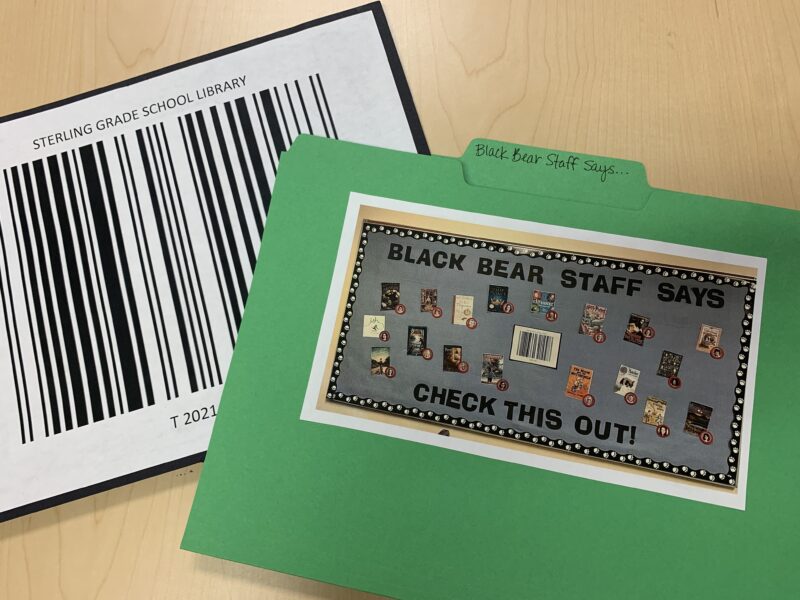 STERLING GRADE SCHOOL LIBRARY
T 2021
Black Bear Staff Says...
BLACK BEAR STAFF SAYS
CHECK THIS OUT!